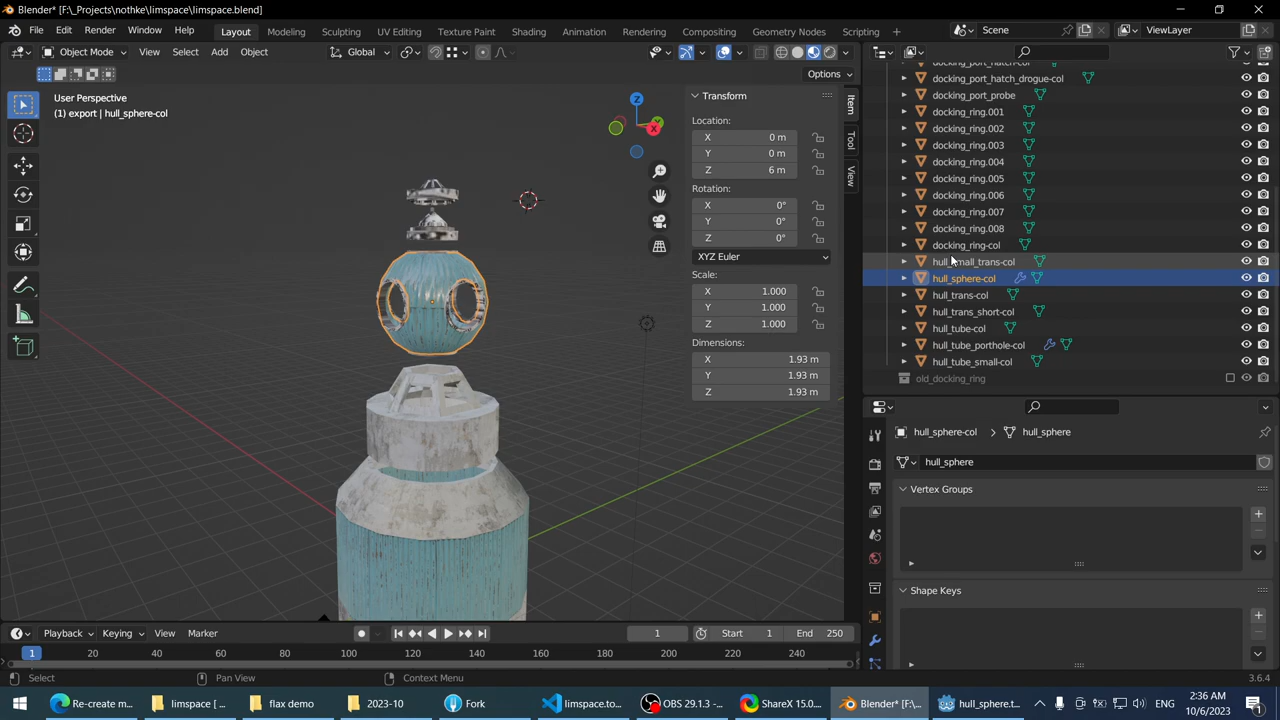 Blender* [F:\_Projects\nothke\limspace\limspace.blend]
File Edit Render Window Help Layout Modeling Sculpting UV Editing Texture Paint Shading Animation Rendering Compositing Geometry Nodes Scripting + Scene ViewLayer
Object Mode View Select Add Object Global
Options
User Perspective
(1) export | hull_sphere-col
Z
Y
X
Transform
Location:
X 0 m
Y 0 m
Z 6 m
Rotation:
X 0°
Y 0°
Z 0°
XYZ Euler
Scale:
X 1.000
Y 1.000
Z 1.000
Dimensions:
X 1.93 m
Y 1.93 m
Z 1.93 m
Item
Tool
View
docking_port_hatch-col
docking_port_hatch_drogue-col
docking_port_probe
docking_ring.001
docking_ring.002
docking_ring.003
docking_ring.004
docking_ring.005
docking_ring.006
docking_ring.007
docking_ring.008
docking_ring-col
hull_small_trans-col
hull_sphere-col
hull_trans-col
hull_trans_short-col
hull_tube-col
hull_tube_porthole-col
hull_tube_small-col
old_docking_ring
hull_sphere-col hull_sphere
hull_sphere
Vertex Groups
Shape Keys
Playback Keying View Marker 1 Start 1 End 250
1 20 40 60 80 100 120 140 160 180 200 220 240
Select Pan View Context Menu 3.6.4
Re-create m... limspace [ ... flax demo 2023-10 Fork limspace.to... OBS 29.1.3 -... ShareX 15.0... Blender* [F:\... hull_sphere.t... ENG 2:36 AM
10/6/2023
1